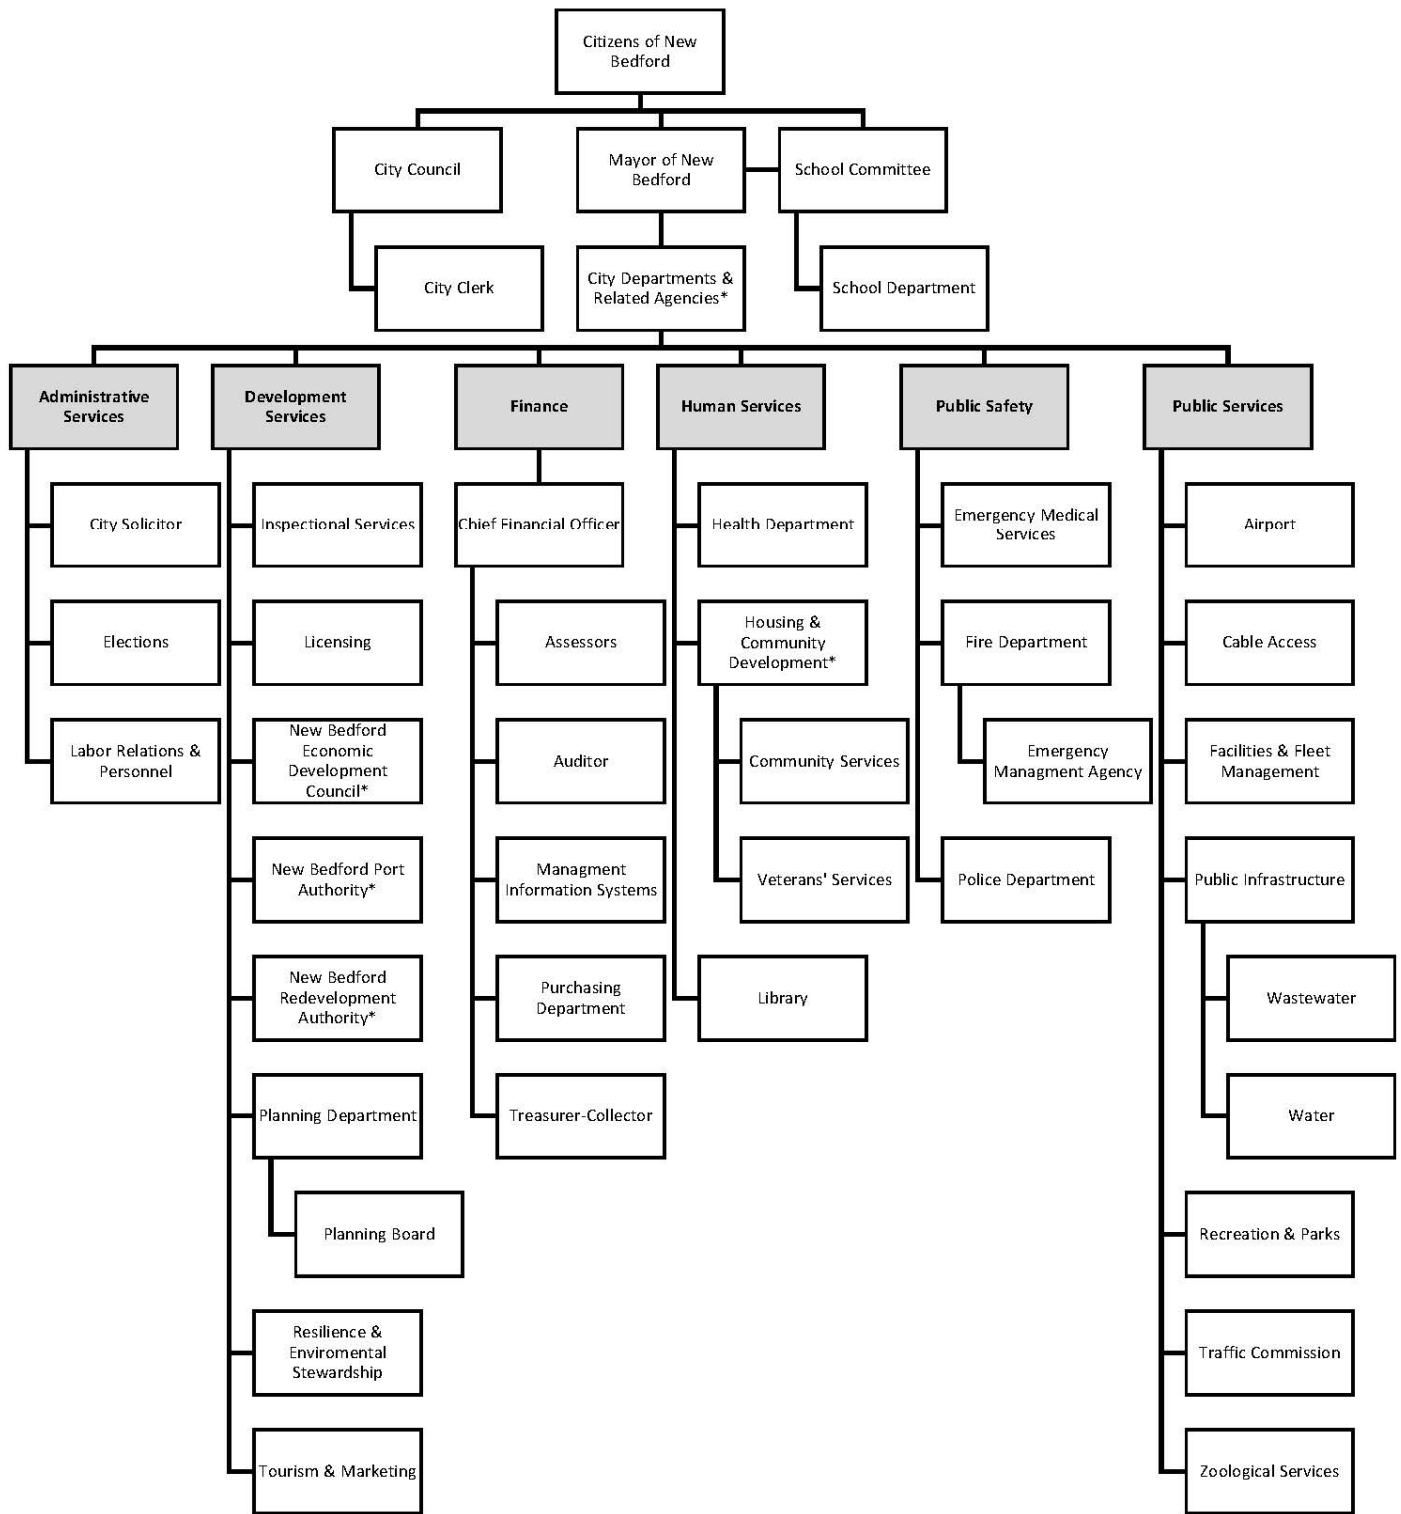 Citizens of New
Bedford
City Council
Mayor of New
Bedford
School Committee
City Clerk
City Departments &
Related Agencies*
School Department
Administrative
Services
Development
Services
Finance
Human Services
Public Safety
Public Services
City Solicitor
Elections
Labor Relations &
Personnel
Inspectional Services
Licensing
New Bedford
Economic
Development
Council*
New Bedford Port
Authority*
New Bedford
Redevelopment
Authority*
Planning Department
Planning Board
Resilience &
Enviromental
Stewardship
Tourism & Marketing
Chief Financial Officer
Assessors
Auditor
Managment
Information Systems
Purchasing
Department
Treasurer-Collector
Health Department
Housing &
Community
Development*
Community Services
Veterans' Services
Library
Emergency Medical
Services
Fire Department
Emergency
Managment Agency
Police Department
Airport
Cable Access
Facilities & Fleet
Management
Public Infrastructure
Wastewater
Water
Recreation & Parks
Traffic Commission
Zoological Services